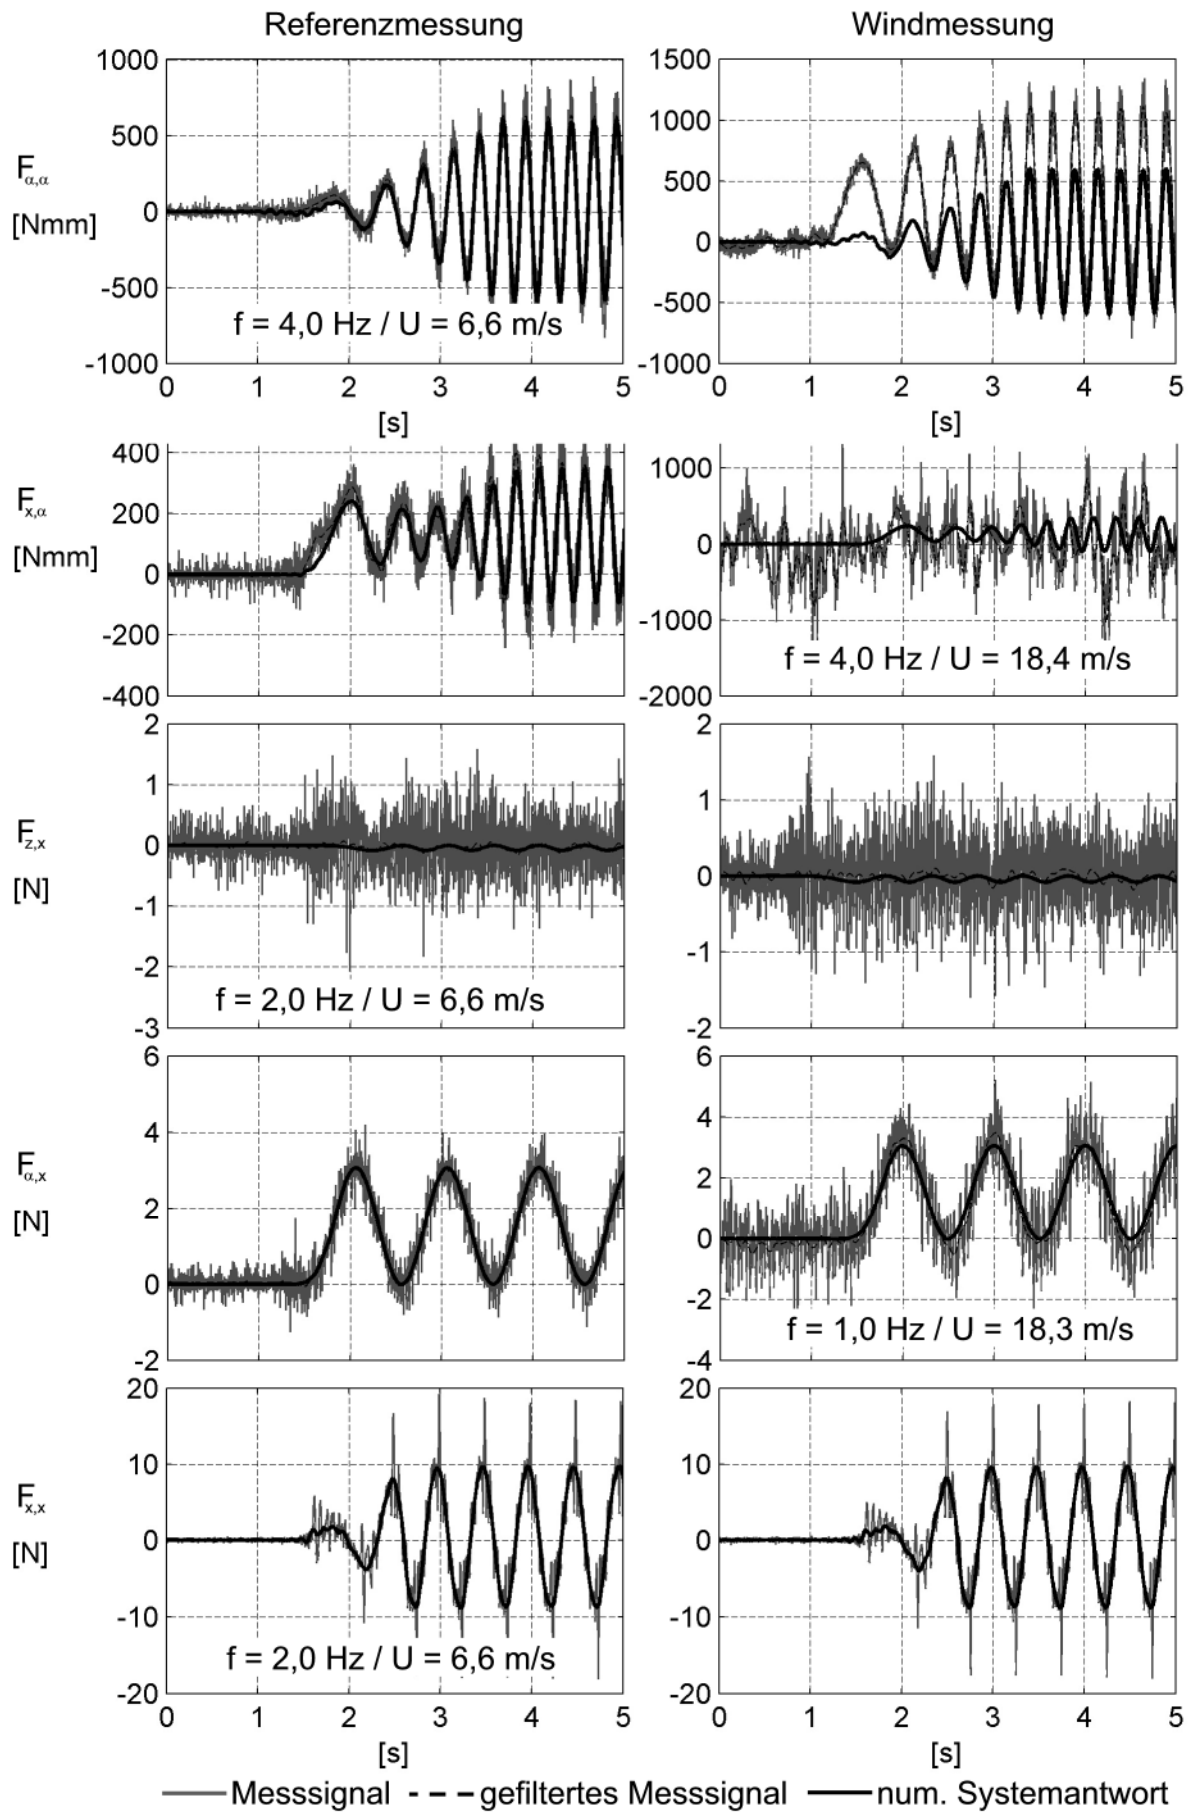 Referenzmessung Windmessung
1000 1500
500 1000
F α,α 0 500
[Nmm] 0
-500 -500
f = 4,0 Hz / U = 6,6 m/s
-1000 -1000
0 1 2 3 4 5 0 1 2 3 4 5
[s] [s]
400 1000
F x,α 200 0
[Nmm] 0
-200 -1000
f = 4,0 Hz / U = 18,4 m/s
-400 -2000
2 2
1 1
F z,x 0 0
[N]
-1 -1
-2
f = 2,0 Hz / U = 6,6 m/s
-3 -2
6 6
4 4
F α,x 2 2
[N] 0
0 -2
f = 1,0 Hz / U = 18,3 m/s
-2 -4
20 20
10 10
F x,x 0 0
[N]
-10 -10
f = 2,0 Hz / U = 6,6 m/s
-20 -20
0 1 2 3 4 5 0 1 2 3 4 5
[s] [s]
Messsignal gefiltertes Messsignal num. Systemantwort